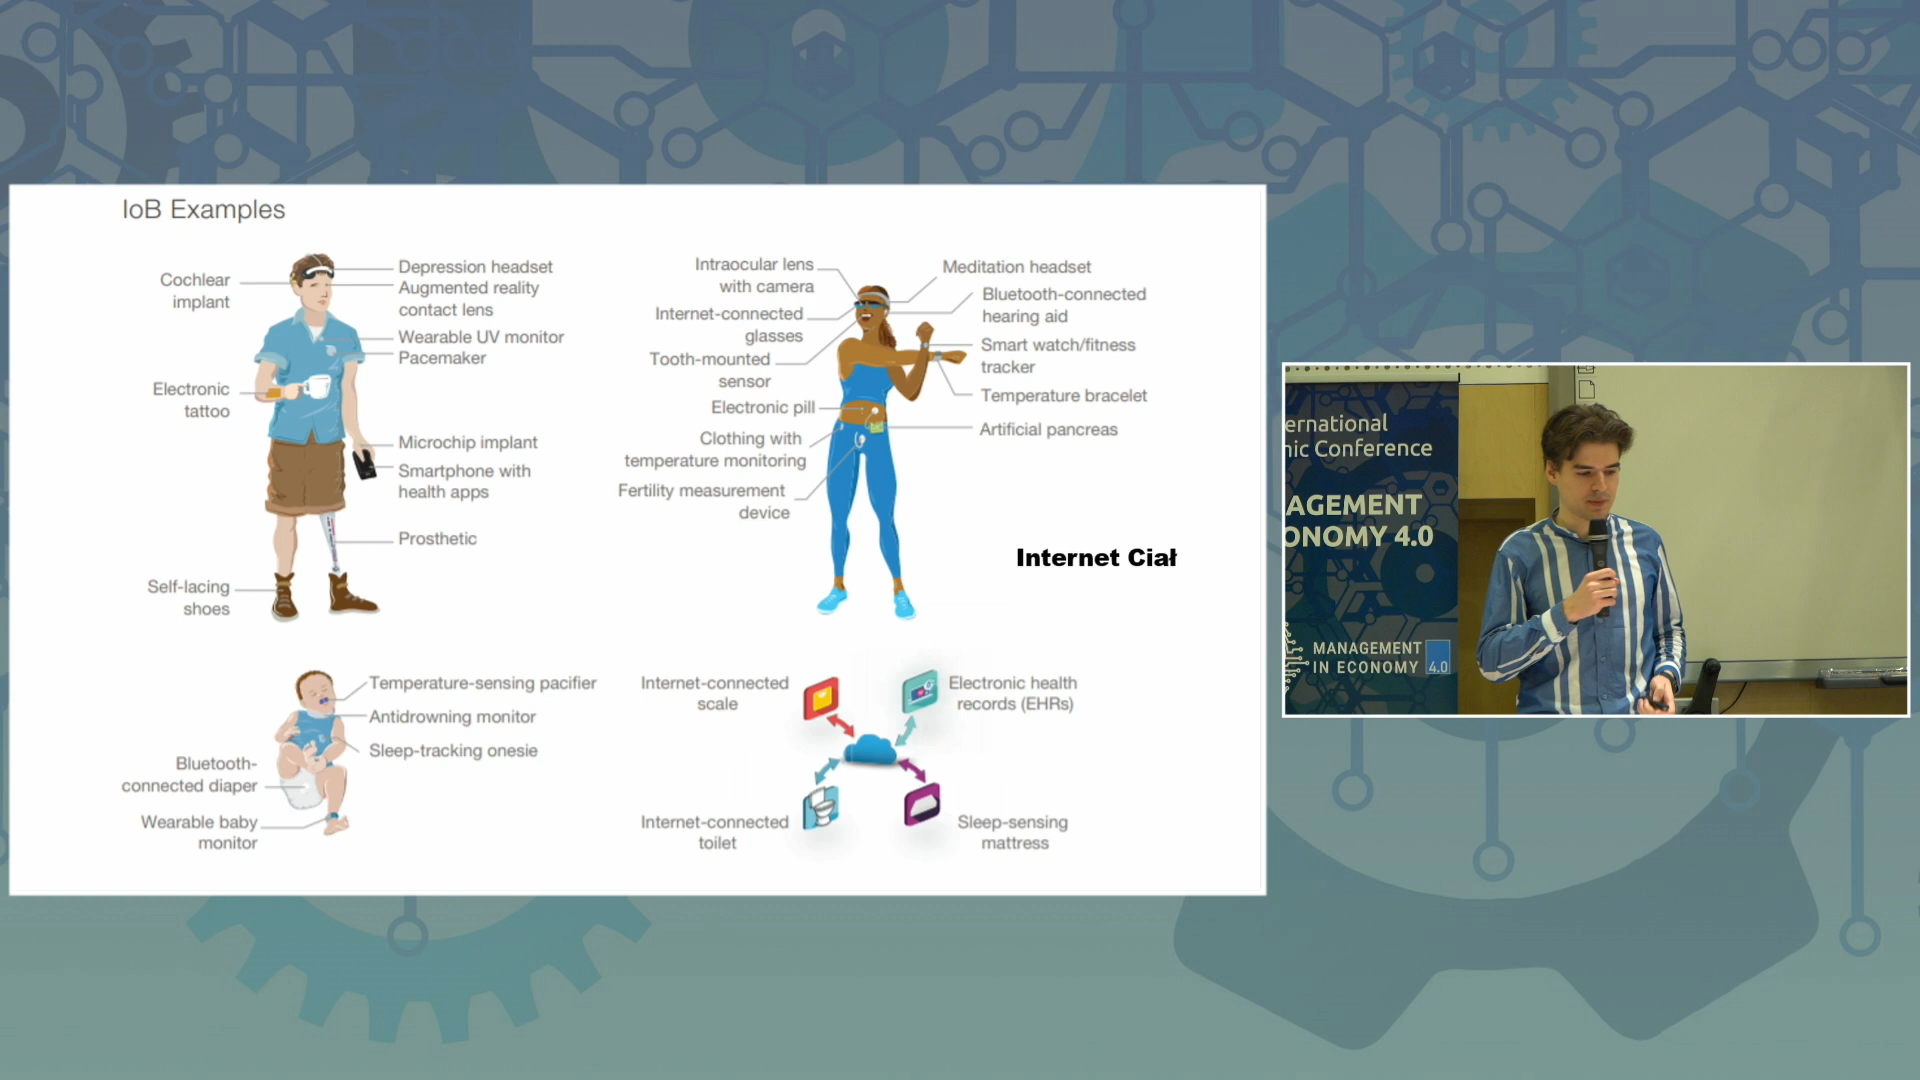 IoB Examples
Cochlear
implant
Depression headset
Augmented reality
contact lens
Wearable UV monitor
Pacemaker
Electronic
tattoo
Microchip implant
Smartphone with
health apps
Prosthetic
Self-lacing
shoes
Intraocular lens
with camera
Internet-connected
glasses
Tooth-mounted
sensor
Electronic pill
Clothing with
temperature monitoring
Fertility measurement
device
Meditation headset
Bluetooth-connected
hearing aid
Smart watch/fitness
tracker
Temperature bracelet
Artificial pancreas
Internet Ciał
Temperature-sensing pacifier
Antidrowning monitor
Sleep-tracking onesie
Bluetooth-
connected diaper
Wearable baby
monitor
Internet-connected
scale
Electronic health
records (EHRs)
Internet-connected
toilet
Sleep-sensing
mattress
ernational
ic Conference
AGEMENT
ONOMY 4.0
MANAGEMENT
IN ECONOMY 4.0